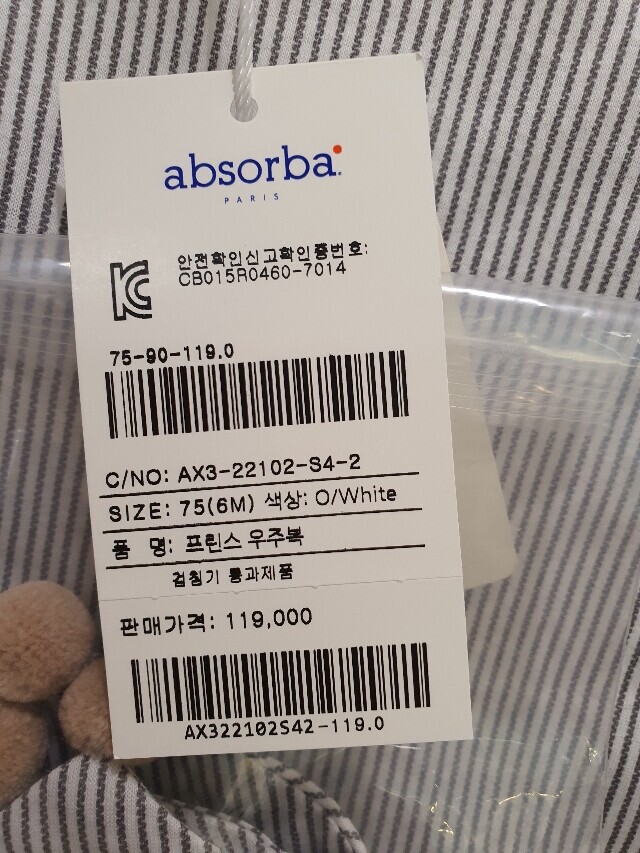 absorba.
PARIS
안전확인신고확인증번호:
CB015R0460-7014
75-90-119.0
C/NO: AX3-22102-S4-2
SIZE: 75(6M) 색상: O/White
품 명: 프린스 우주복
검침기 통과제품
판매가격: 119,000
AX322102S42-119.0